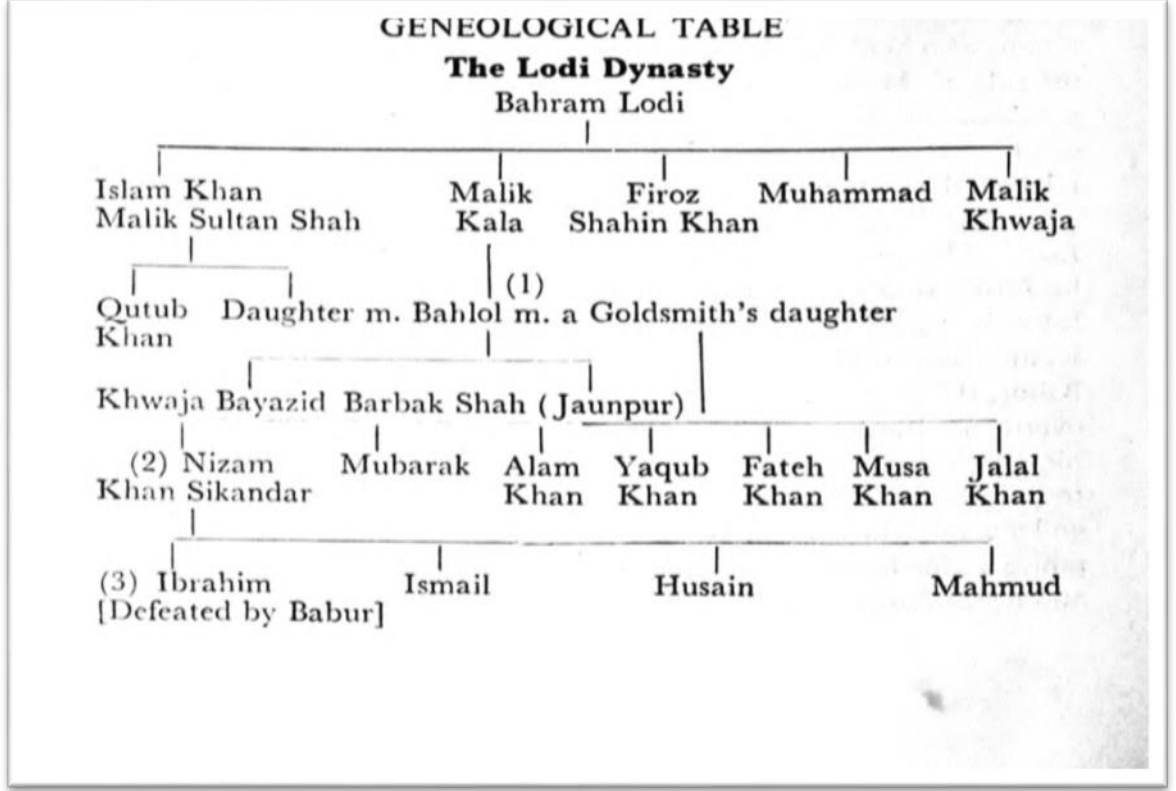 GENEOLOGICAL TABLE
The Lodi Dynasty
Bahram Lodi
Islam Khan Malik Firoz Muhammad Malik
Malik Sultan Shah Kala Shahin Khan Khwaja
(1)
Qutub Daughter m. Bahlol m. a Goldsmith's daughter
Khan
Khwaja Bayazid Barbak Shah (Jaunpur)
(2) Nizam Mubarak Alam Yaqub Fateh Musa Jalal
Khan Sikandar Khan Khan Khan Khan Khan
(3) Ibrahim Ismail Husain Mahmud
[Defeated by Babur]